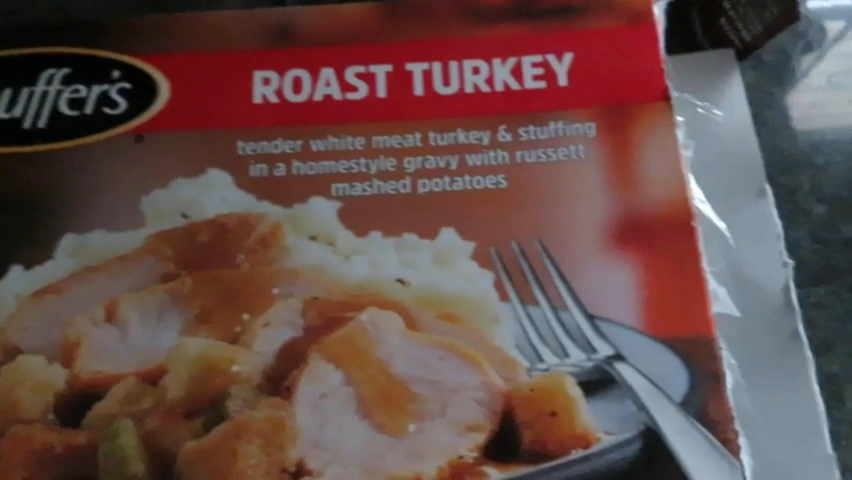 uffer's
ROAST TURKEY
tender white meat turkey & stuffing
in a homestyle gravy with russett
mashed potatoes